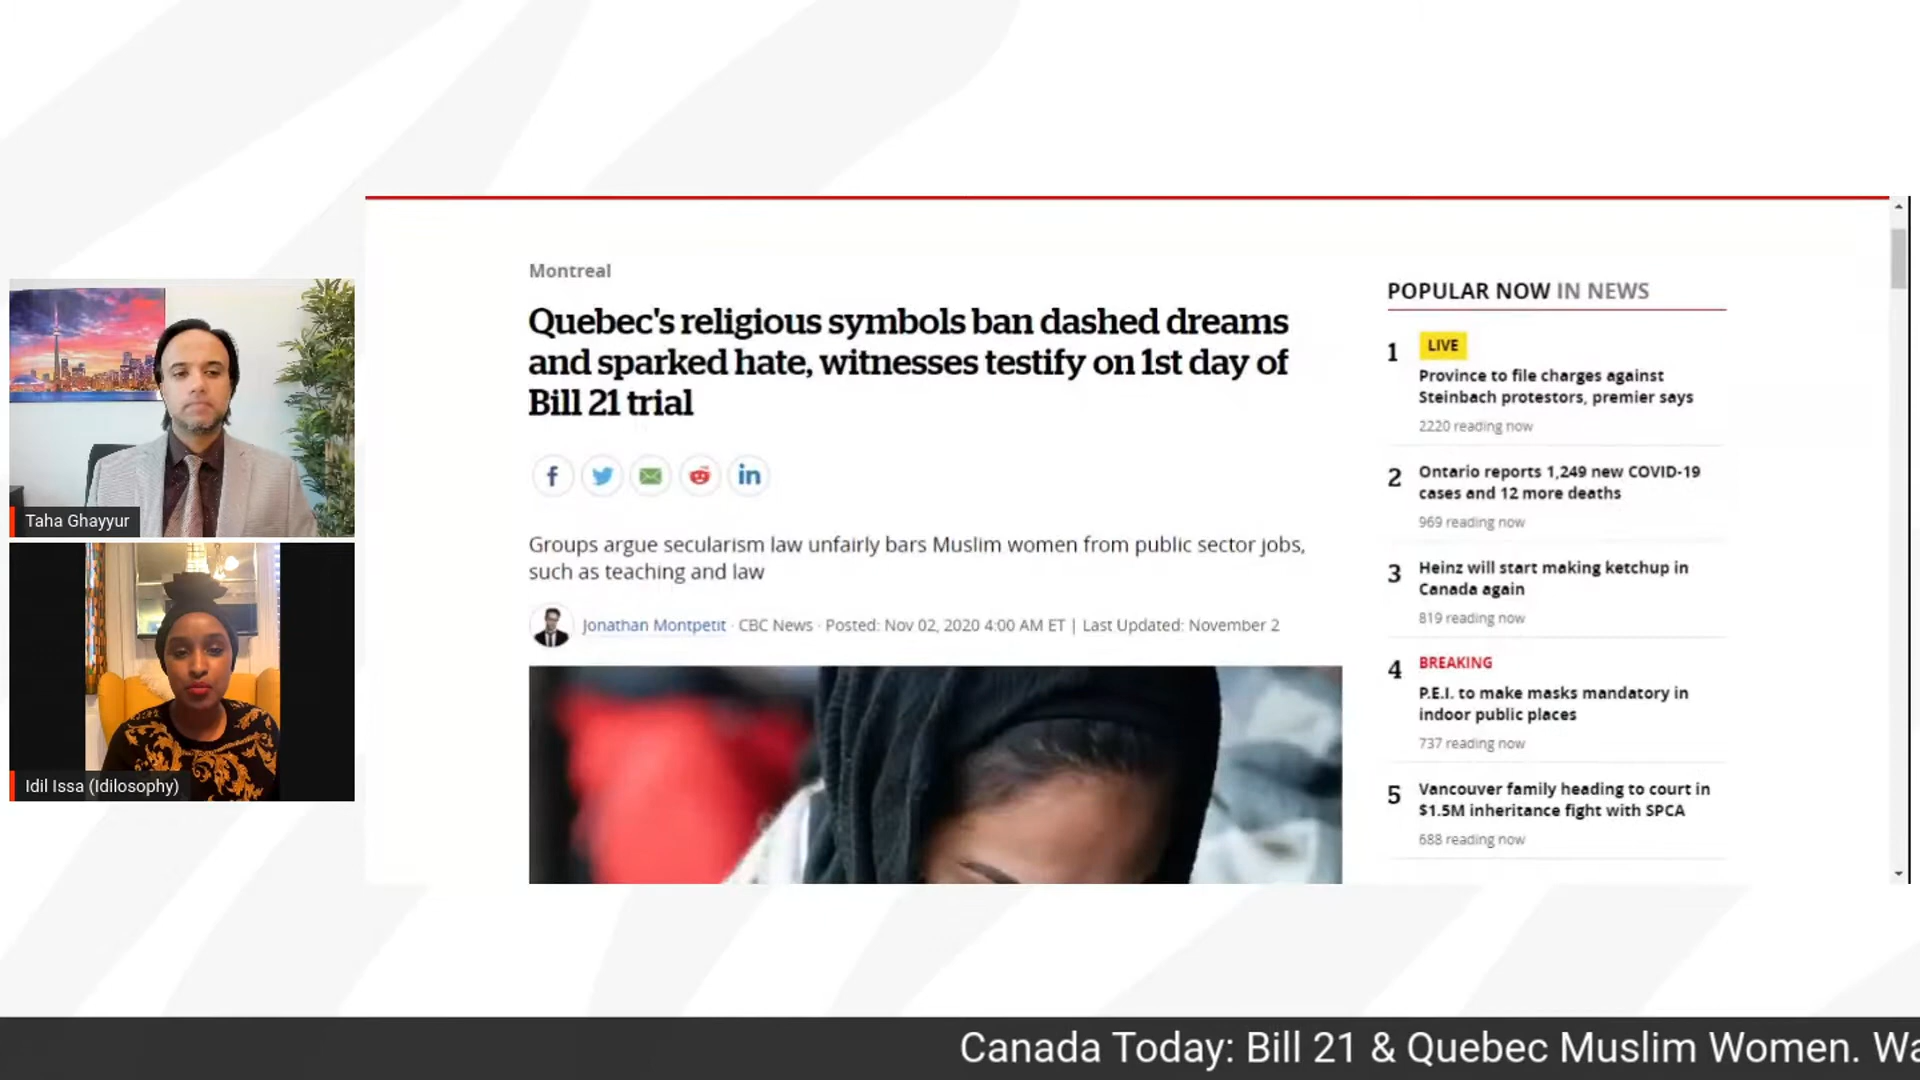 Taha Ghayyur
Idil Issa (Idilosophy)
Montreal
Quebec's religious symbols ban dashed dreams
and sparked hate, witnesses testify on 1st day of
Bill 21 trial
Groups argue secularism law unfairly bars Muslim women from public sector jobs,
such as teaching and law
Jonathan Montpetit · CBC News · Posted: Nov 02, 2020 4:00 AM ET | Last Updated: November 2
POPULAR NOW IN NEWS
1
LIVE
Province to file charges against
Steinbach protestors, premier says
2220 reading now
2
Ontario reports 1,249 new COVID-19
cases and 12 more deaths
969 reading now
3
Heinz will start making ketchup in
Canada again
819 reading now
4
BREAKING
P.E.I. to make masks mandatory in
indoor public places
737 reading now
5
Vancouver family heading to court in
$1.5M inheritance fight with SPCA
688 reading now
Canada Today: Bill 21 & Quebec Muslim Women. Wa